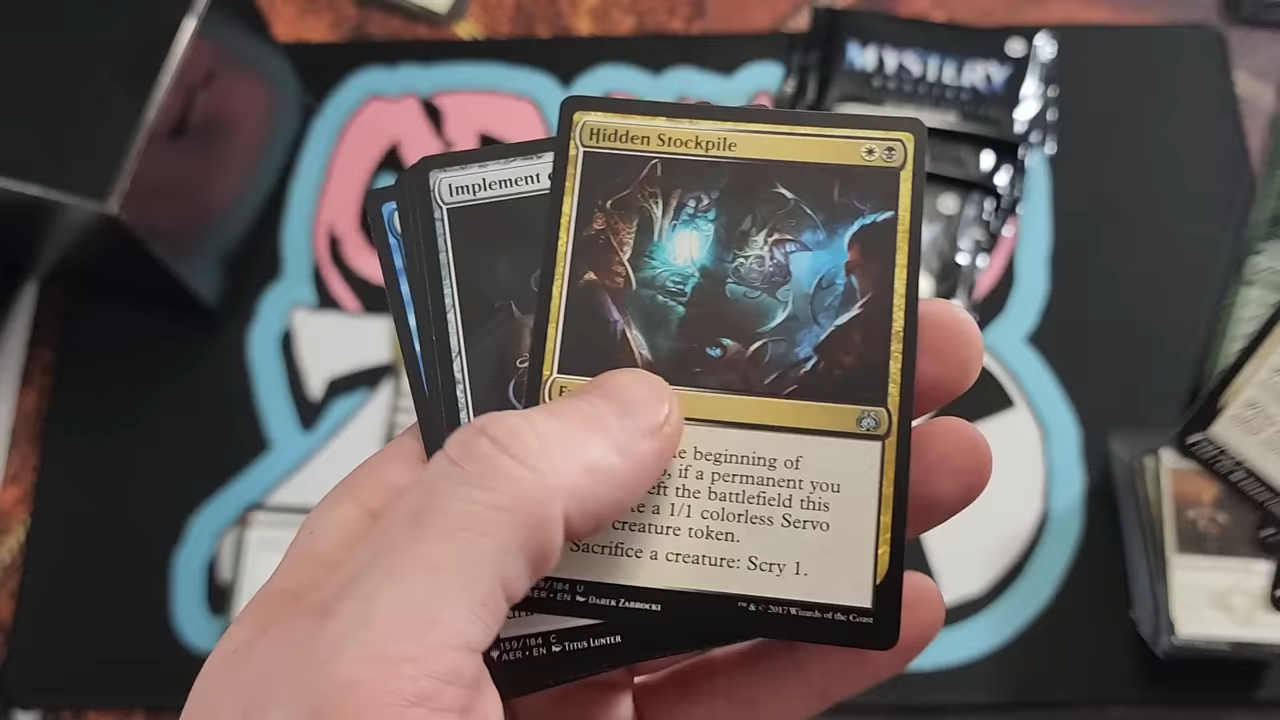 MYSTERY
Hidden Stockpile
Implement
beginning of
if a permanent you
the battlefield this
a 1/1 colorless Servo
creature token.
Sacrifice a creature: Scry 1.
/184 U
AER • EN DAREK ZABROCKI
™ & © 2017 Wizards of the Coast
159/184 C
AER • EN TITUS LUNTER